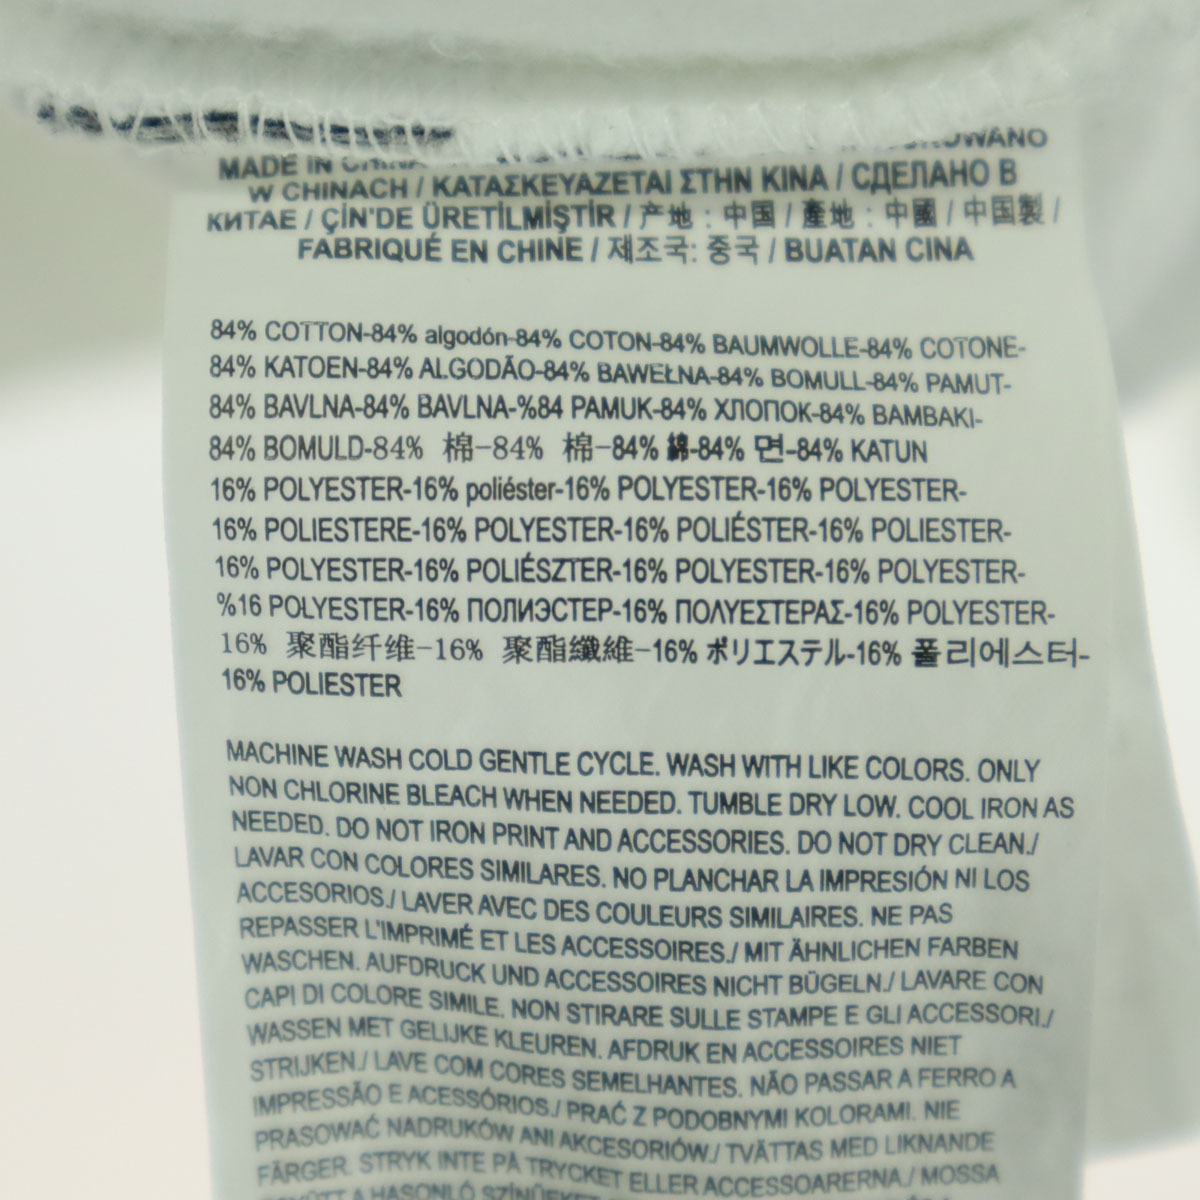 MADE IN CHINA
W CHINACH / ΚΑΤΑΣΚΕΥΑΖΕΤΑΙ ΣΤΗΝ ΚΙΝΑ / СДЕЛАНО В
КИТАЕ / ÇİN'DE ÜRETİLMİŞTİR / 产地 : 中国 / 產地 : 中國 / 中国製 /
FABRIQUÉ EN CHINE / 제조국: 중국 / BUATAN CINA
84% COTTON-84% algodón-84% COTON-84% BAUMWOLLE-84% COTONE-
84% KATOEN-84% ALGODÃO-84% BAWEŁNA-84% BOMULL-84% PAMUT-
84% BAVLNA-84% BAVLNA-%84 PAMUK-84% ХЛОПОК-84% ΒΑΜΒΑΚΙ-
84% BOMULD-84% 棉-84% 棉-84% 綿-84% 면-84% KATUN
16% POLYESTER-16% poliéster-16% POLYESTER-16% POLYESTER-
16% POLIESTERE-16% POLYESTER-16% POLIÉSTER-16% POLIESTER-
16% POLYESTER-16% POLIÉSZTER-16% POLYESTER-16% POLYESTER-
%16 POLYESTER-16% ПОЛИЭСТЕР-16% ΠΟΛΥΕΣΤΕΡΑΣ-16% POLYESTER-
16% 聚酯纤维-16% 聚酯纖維-16% ポリエステル-16% 폴리에스터-
16% POLIESTER
MACHINE WASH COLD GENTLE CYCLE. WASH WITH LIKE COLORS. ONLY
NON CHLORINE BLEACH WHEN NEEDED. TUMBLE DRY LOW. COOL IRON AS
NEEDED. DO NOT IRON PRINT AND ACCESSORIES. DO NOT DRY CLEAN./
LAVAR CON COLORES SIMILARES. NO PLANCHAR LA IMPRESIÓN NI LOS
ACCESORIOS./ LAVER AVEC DES COULEURS SIMILAIRES. NE PAS
REPASSER L'IMPRIMÉ ET LES ACCESSOIRES./ MIT ÄHNLICHEN FARBEN
WASCHEN. AUFDRUCK UND ACCESSOIRES NICHT BÜGELN./ LAVARE CON
CAPI DI COLORE SIMILE. NON STIRARE SULLE STAMPE E GLI ACCESSORI./
WASSEN MET GELIJKE KLEUREN. AFDRUK EN ACCESSOIRES NIET
STRIJKEN./ LAVE COM CORES SEMELHANTES. NÃO PASSAR A FERRO A
IMPRESSÃO E ACESSÓRIOS./ PRAĆ Z PODOBNYMI KOLORAMI. NIE
PRASOWAĆ NADRUKÓW ANI AKCESORIÓW./ TVÄTTAS MED LIKNANDE
FÄRGER. STRYK INTE PÅ TRYCKET ELLER ACCESSOARERNA./ MOSSA
A HASONLÓ